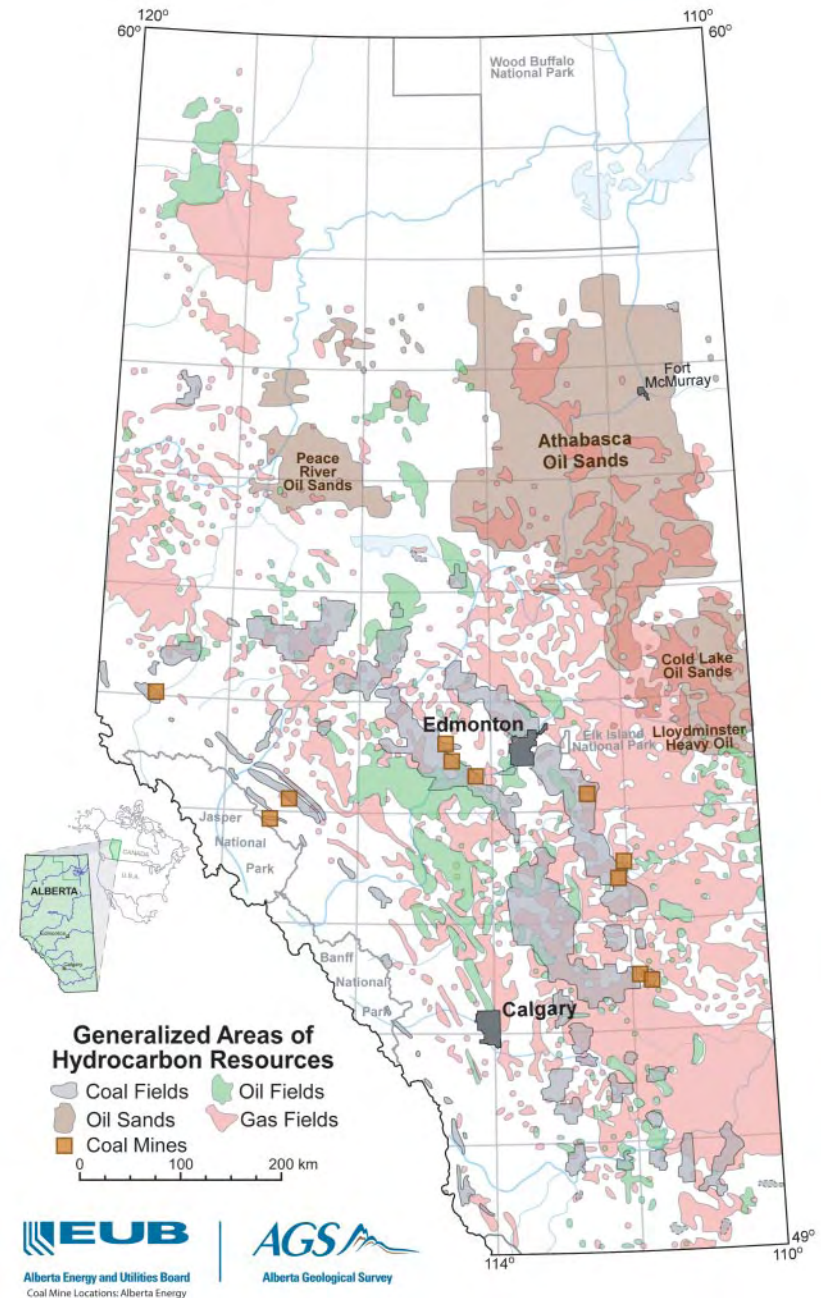 120°
110°
60°
60°
Wood Buffalo
National Park
Fort
McMurray
Athabasca
Oil Sands
Peace
River
Oil Sands
Cold Lake
Oil Sands
Edmonton
Elk Island
National Park
Lloydminster
Heavy Oil
Jasper
National
Park
CANADA
U.S.A.
ALBERTA
Edmonton
Calgary
Banff
National
Park
Calgary
Generalized Areas of
Hydrocarbon Resources
Coal Fields
Oil Fields
Oil Sands
Gas Fields
Coal Mines
0 100 200 km
EUB
AGS
Alberta Energy and Utilities Board
Alberta Geological Survey
Coal Mine Locations: Alberta Energy
114°
49°
110°